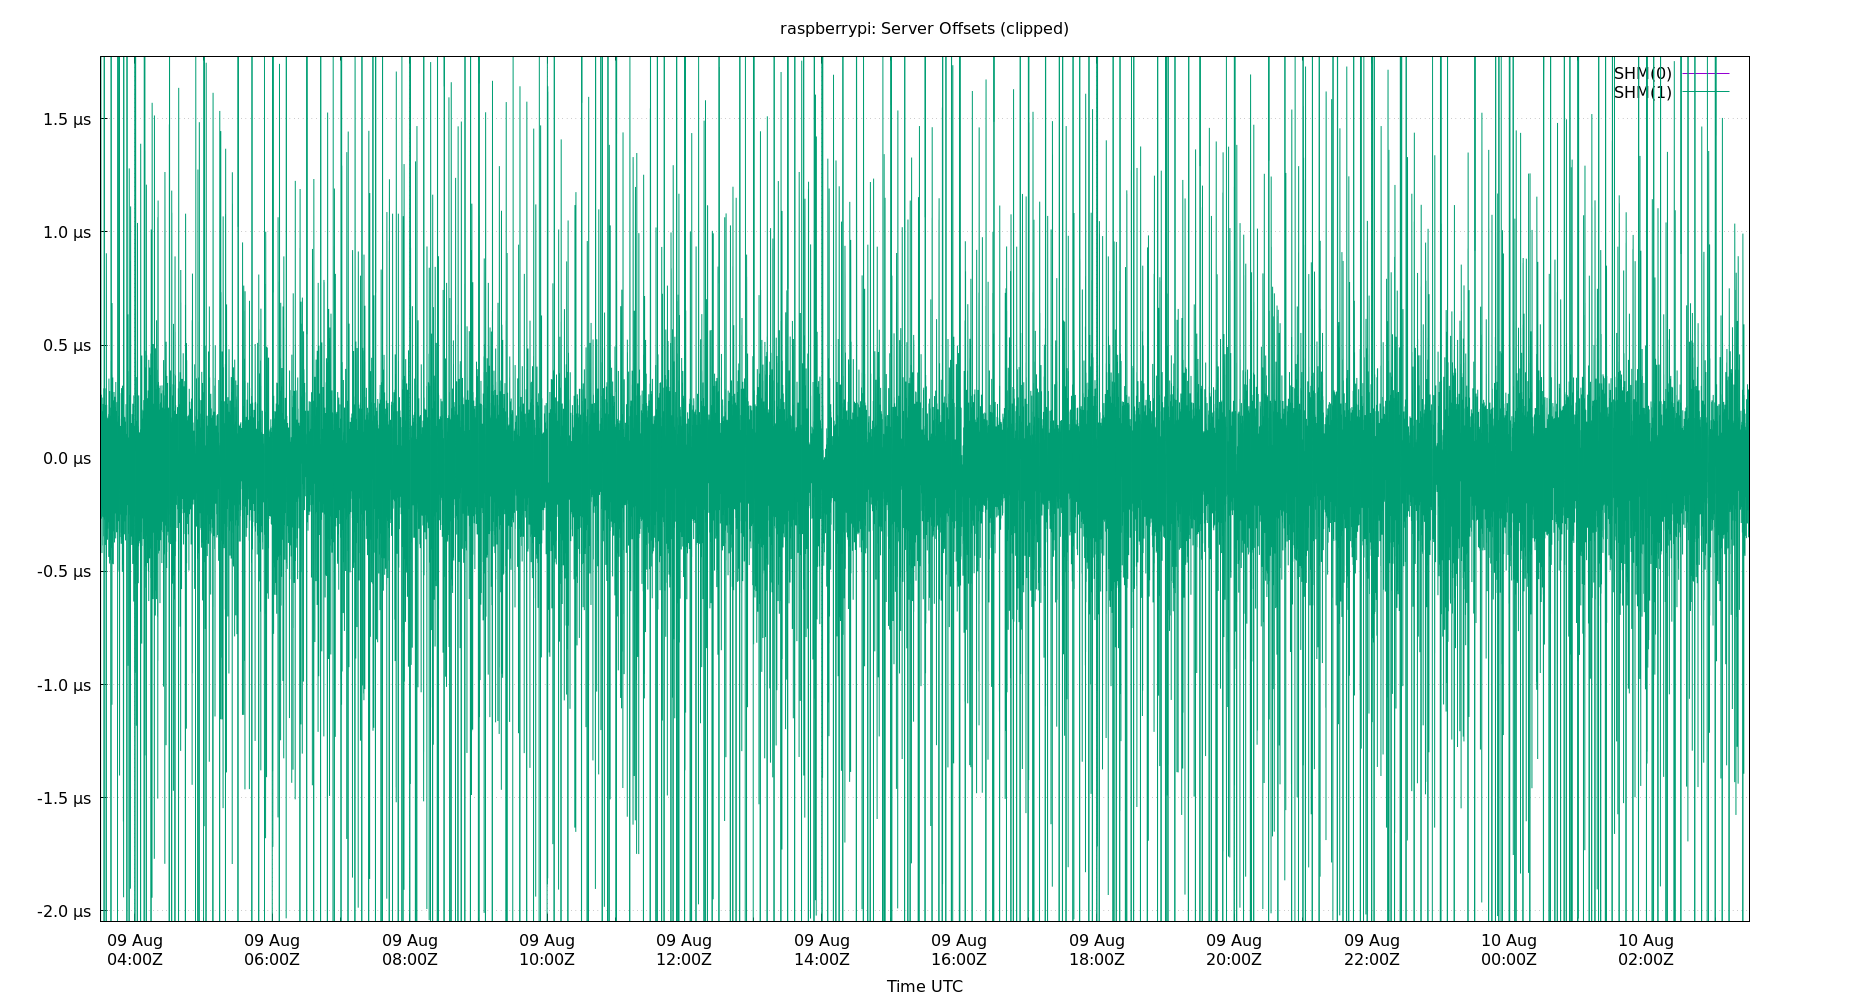 raspberrypi: Server Offsets (clipped)
SHM(0)
SHM(1)
1.5 µs
1.0 µs
0.5 µs
0.0 µs
-0.5 µs
-1.0 µs
-1.5 µs
-2.0 µs
09 Aug 09 Aug 09 Aug 09 Aug 09 Aug 09 Aug 09 Aug 09 Aug 09 Aug 09 Aug 10 Aug 10 Aug
04:00Z 06:00Z 08:00Z 10:00Z 12:00Z 14:00Z 16:00Z 18:00Z 20:00Z 22:00Z 00:00Z 02:00Z
Time UTC